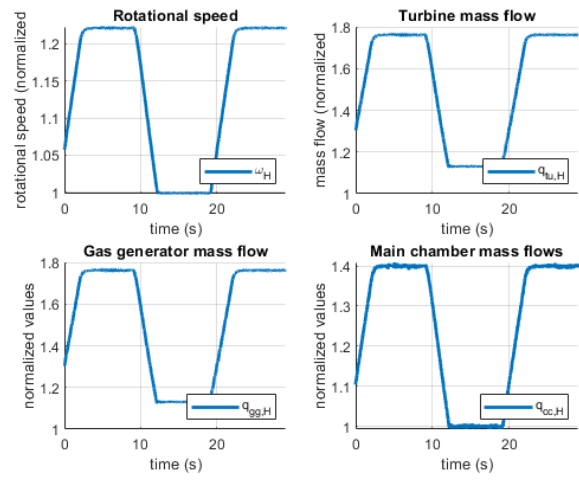 Rotational speed
rotational speed (normalized
1.2
1.15
1.1
1.05
1
0
10
20
time (s)
ω_H
Turbine mass flow
mass flow (normalized
1.8
1.6
1.4
1.2
1
0
10
20
time (s)
q_tu,H
Gas generator mass flow
normalized values
1.8
1.6
1.4
1.2
1
0
10
20
time (s)
q_gg,H
Main chamber mass flows
normalized values
1.4
1.3
1.2
1.1
1
0
10
20
time (s)
q_cc,H